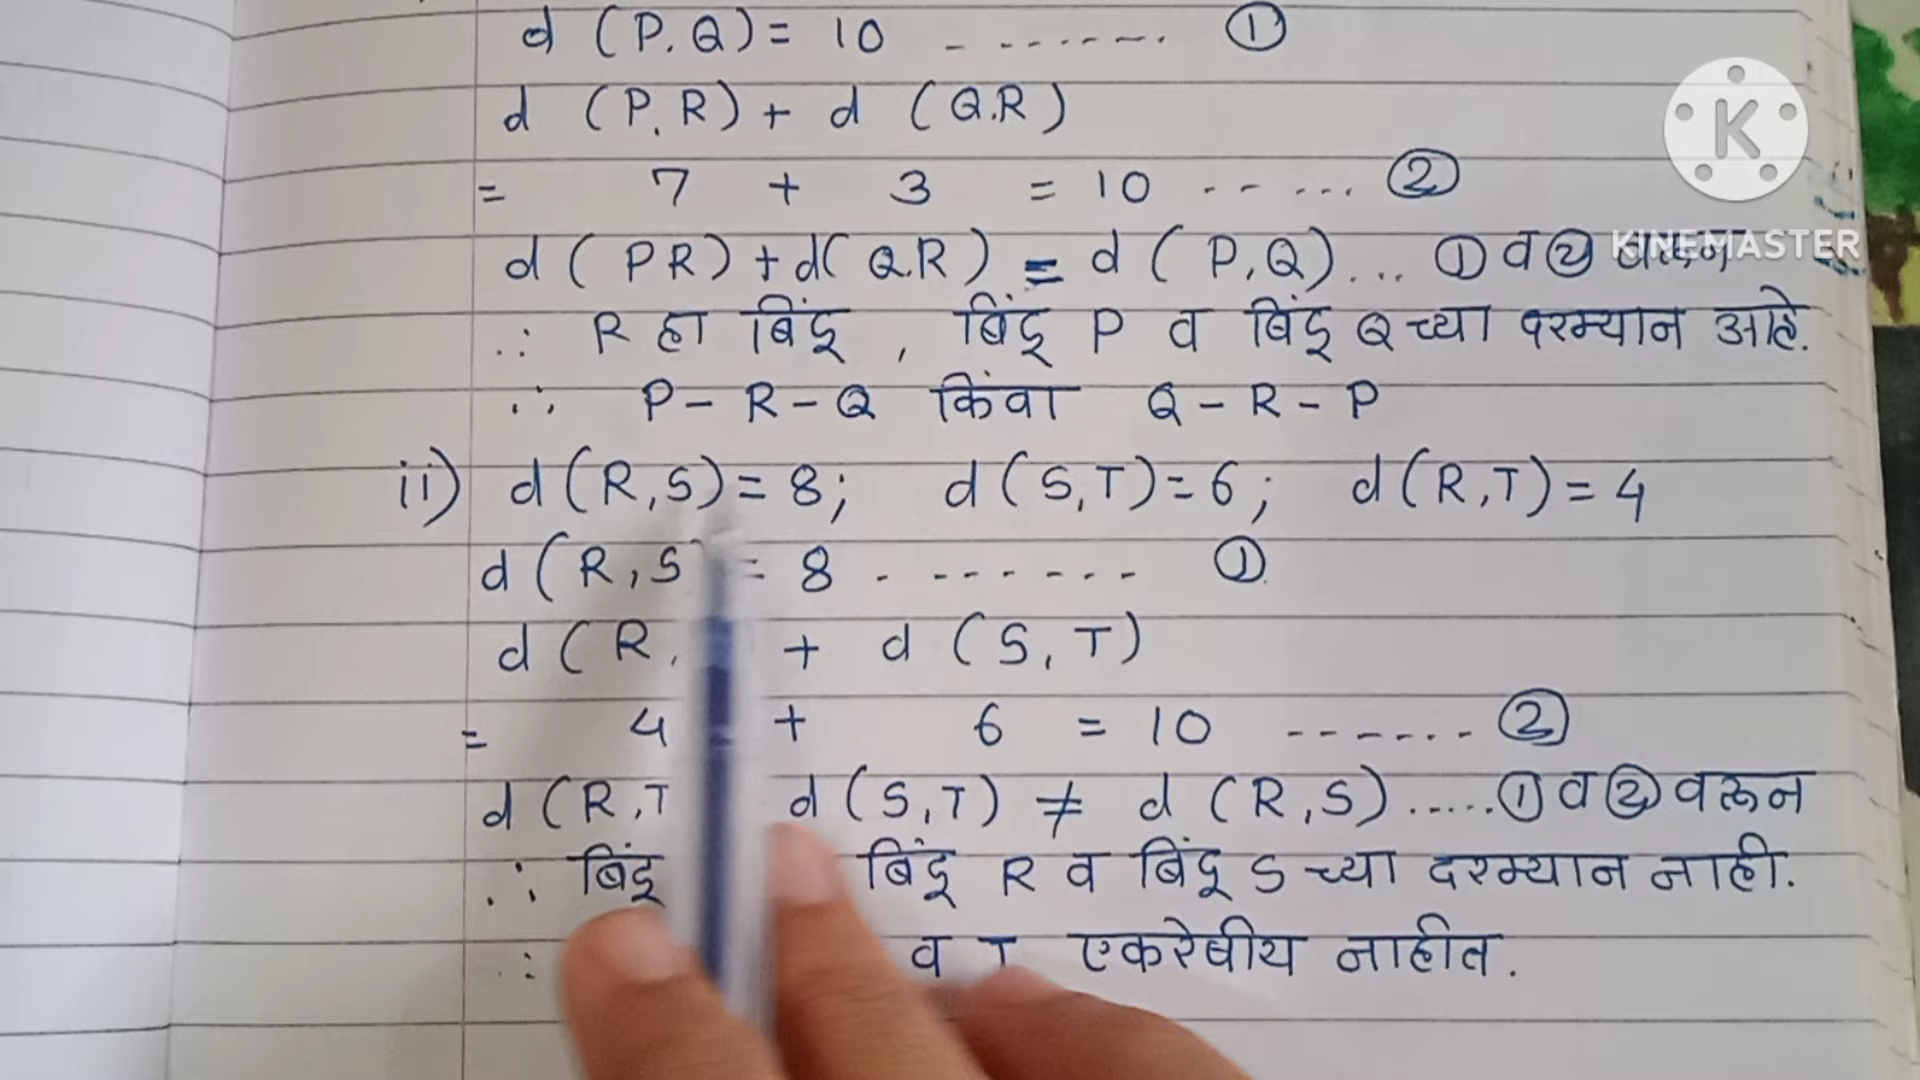 d (P.Q) = 10 - ------. ①
d (P.R) + d (Q.R)
= 7 + 3 = 10 -- -... ②
d (PR) + d(Q.R) = d (P,Q)... ① व ②
∴ R हा बिंदू , बिंदू P व बिंदू Q च्या दरम्यान आहे.
∴ P - R - Q किंवा Q - R - P
ii) d (R,S) = 8; d (S,T) = 6; d (R,T) = 4
d (R,S = 8 - ------ ①
d (R, + d (S,T)
= 4 + 6 = 10 ------- ②
d (R,T d (S,T) ≠ d (R,S) ..... ① व ② वरून
∴ बिंदू बिंदू R व बिंदू S च्या दरम्यान नाही.
∴ व T एकरेषीय नाहीत.
K
KINEMASTER